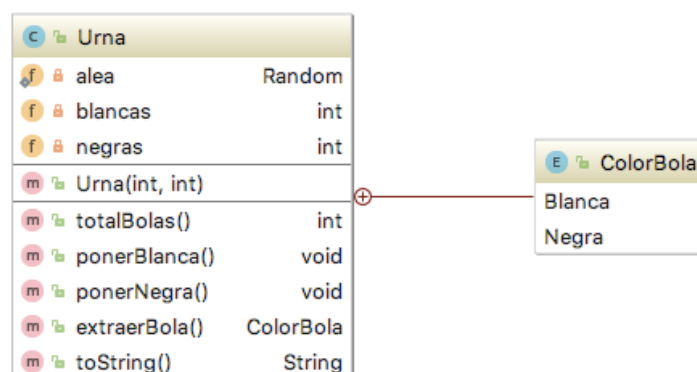 C Urna
f alea Random
f blancas int
f negras int
m Urna(int, int)
m totalBolas() int
m ponerBlanca() void
m ponerNegra() void
m extraerBola() ColorBola
m toString() String
E ColorBola
Blanca
Negra